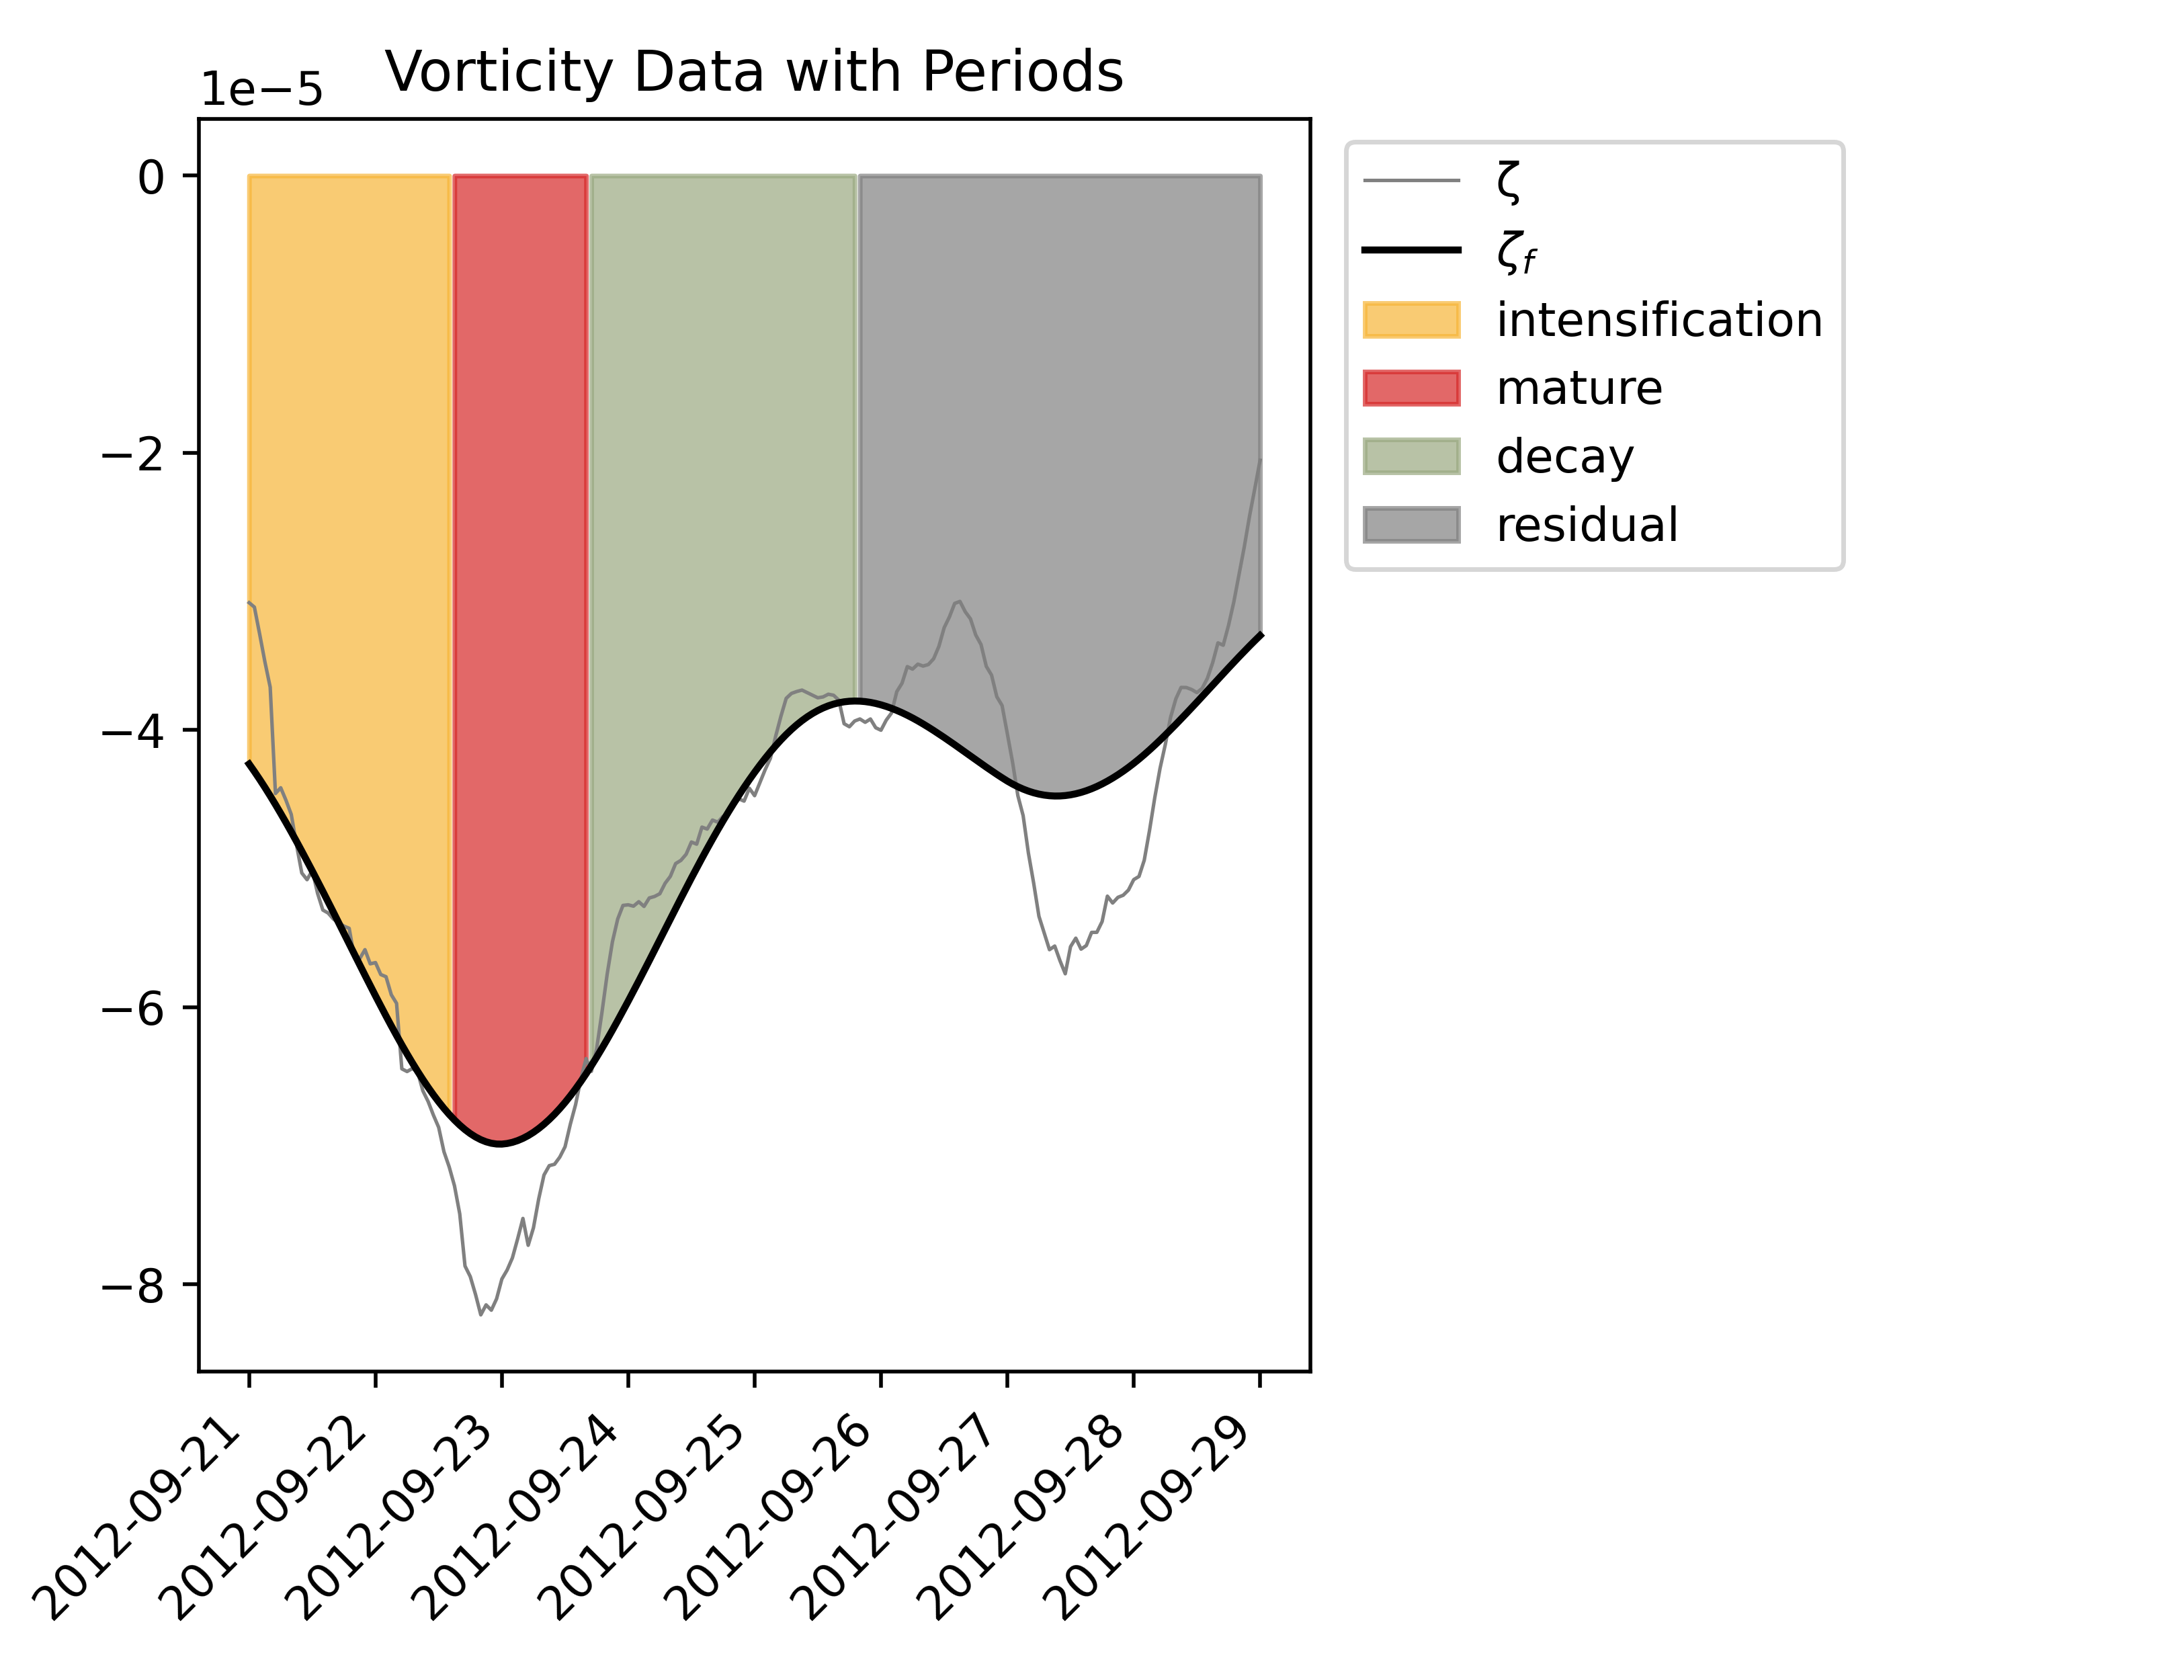 Vorticity Data with Periods
1e−5
0
−2
−4
−6
−8
2012-09-21
2012-09-22
2012-09-23
2012-09-24
2012-09-25
2012-09-26
2012-09-27
2012-09-28
2012-09-29
ζ
ζf
intensification
mature
decay
residual